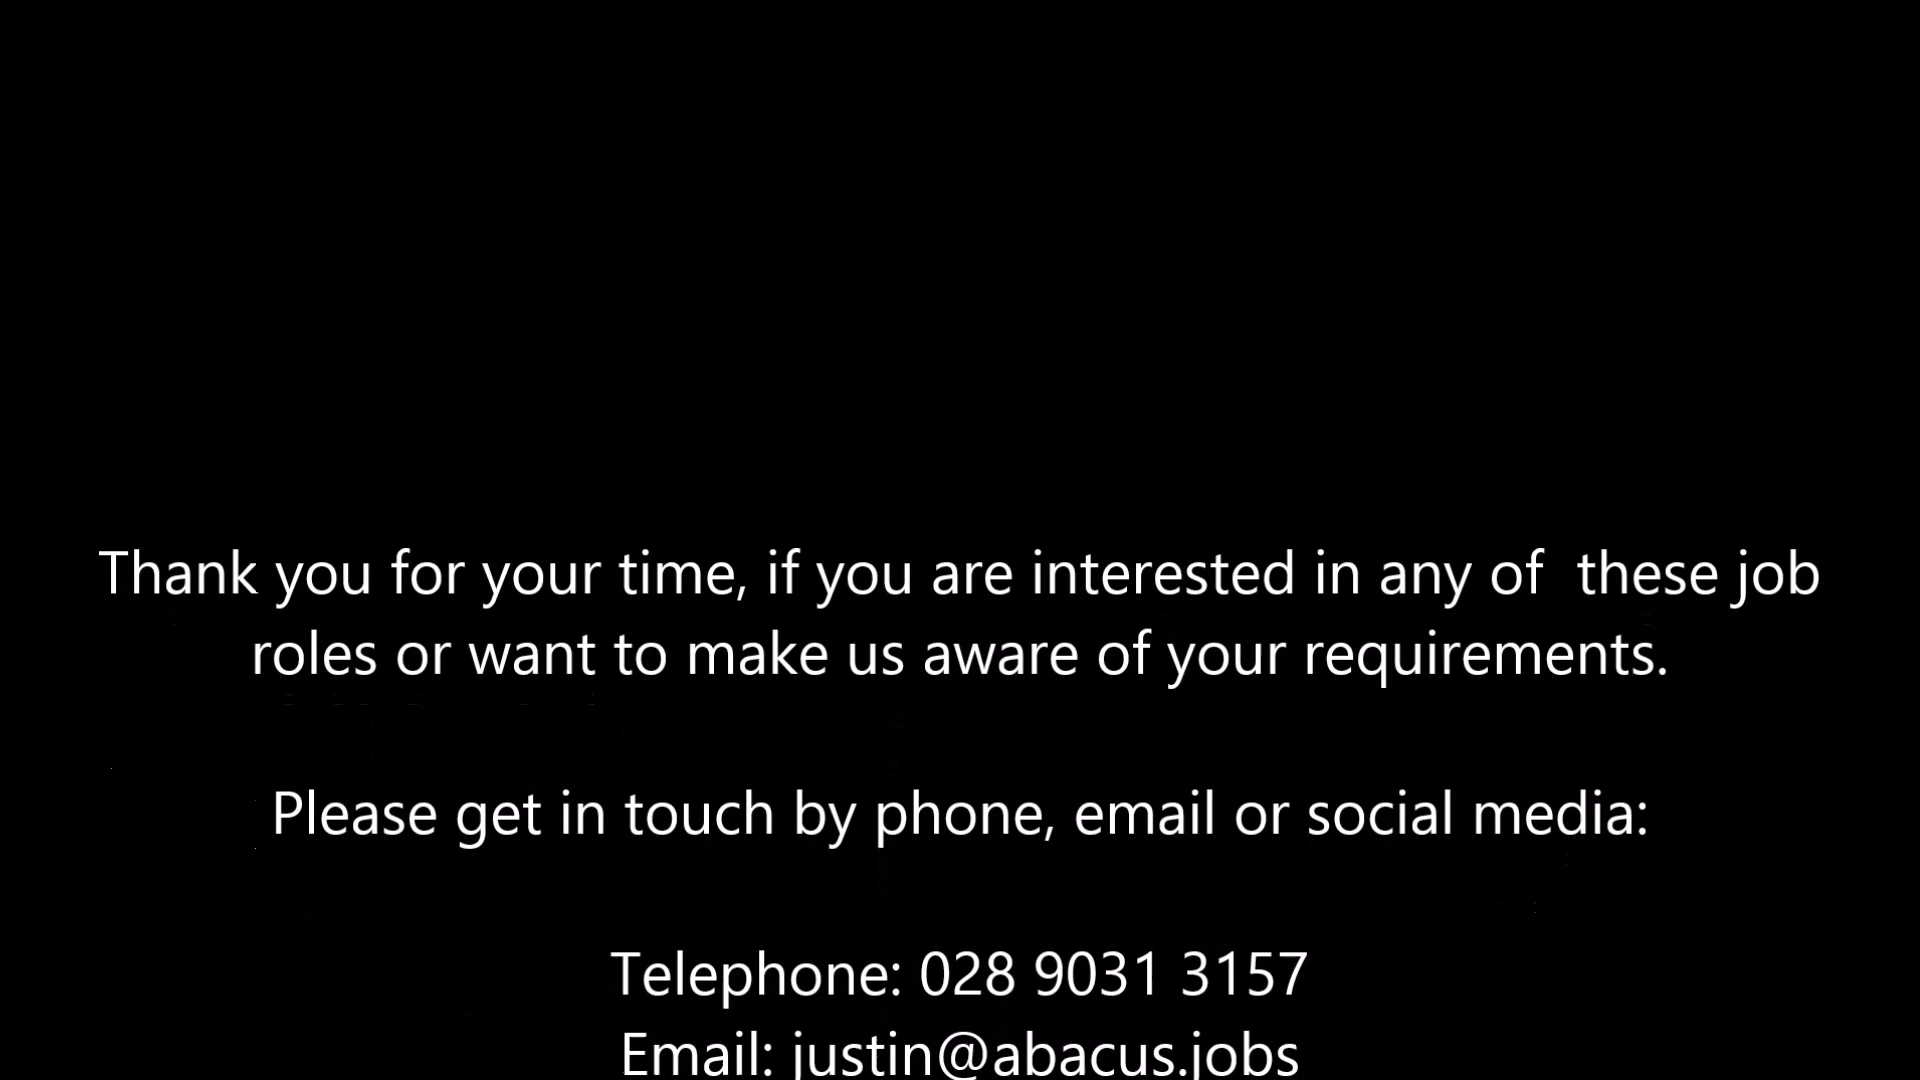 Thank you for your time, if you are interested in any of  these job
roles or want to make us aware of your requirements.
Please get in touch by phone, email or social media:
Telephone: 028 9031 3157
Email: justin@abacus.jobs